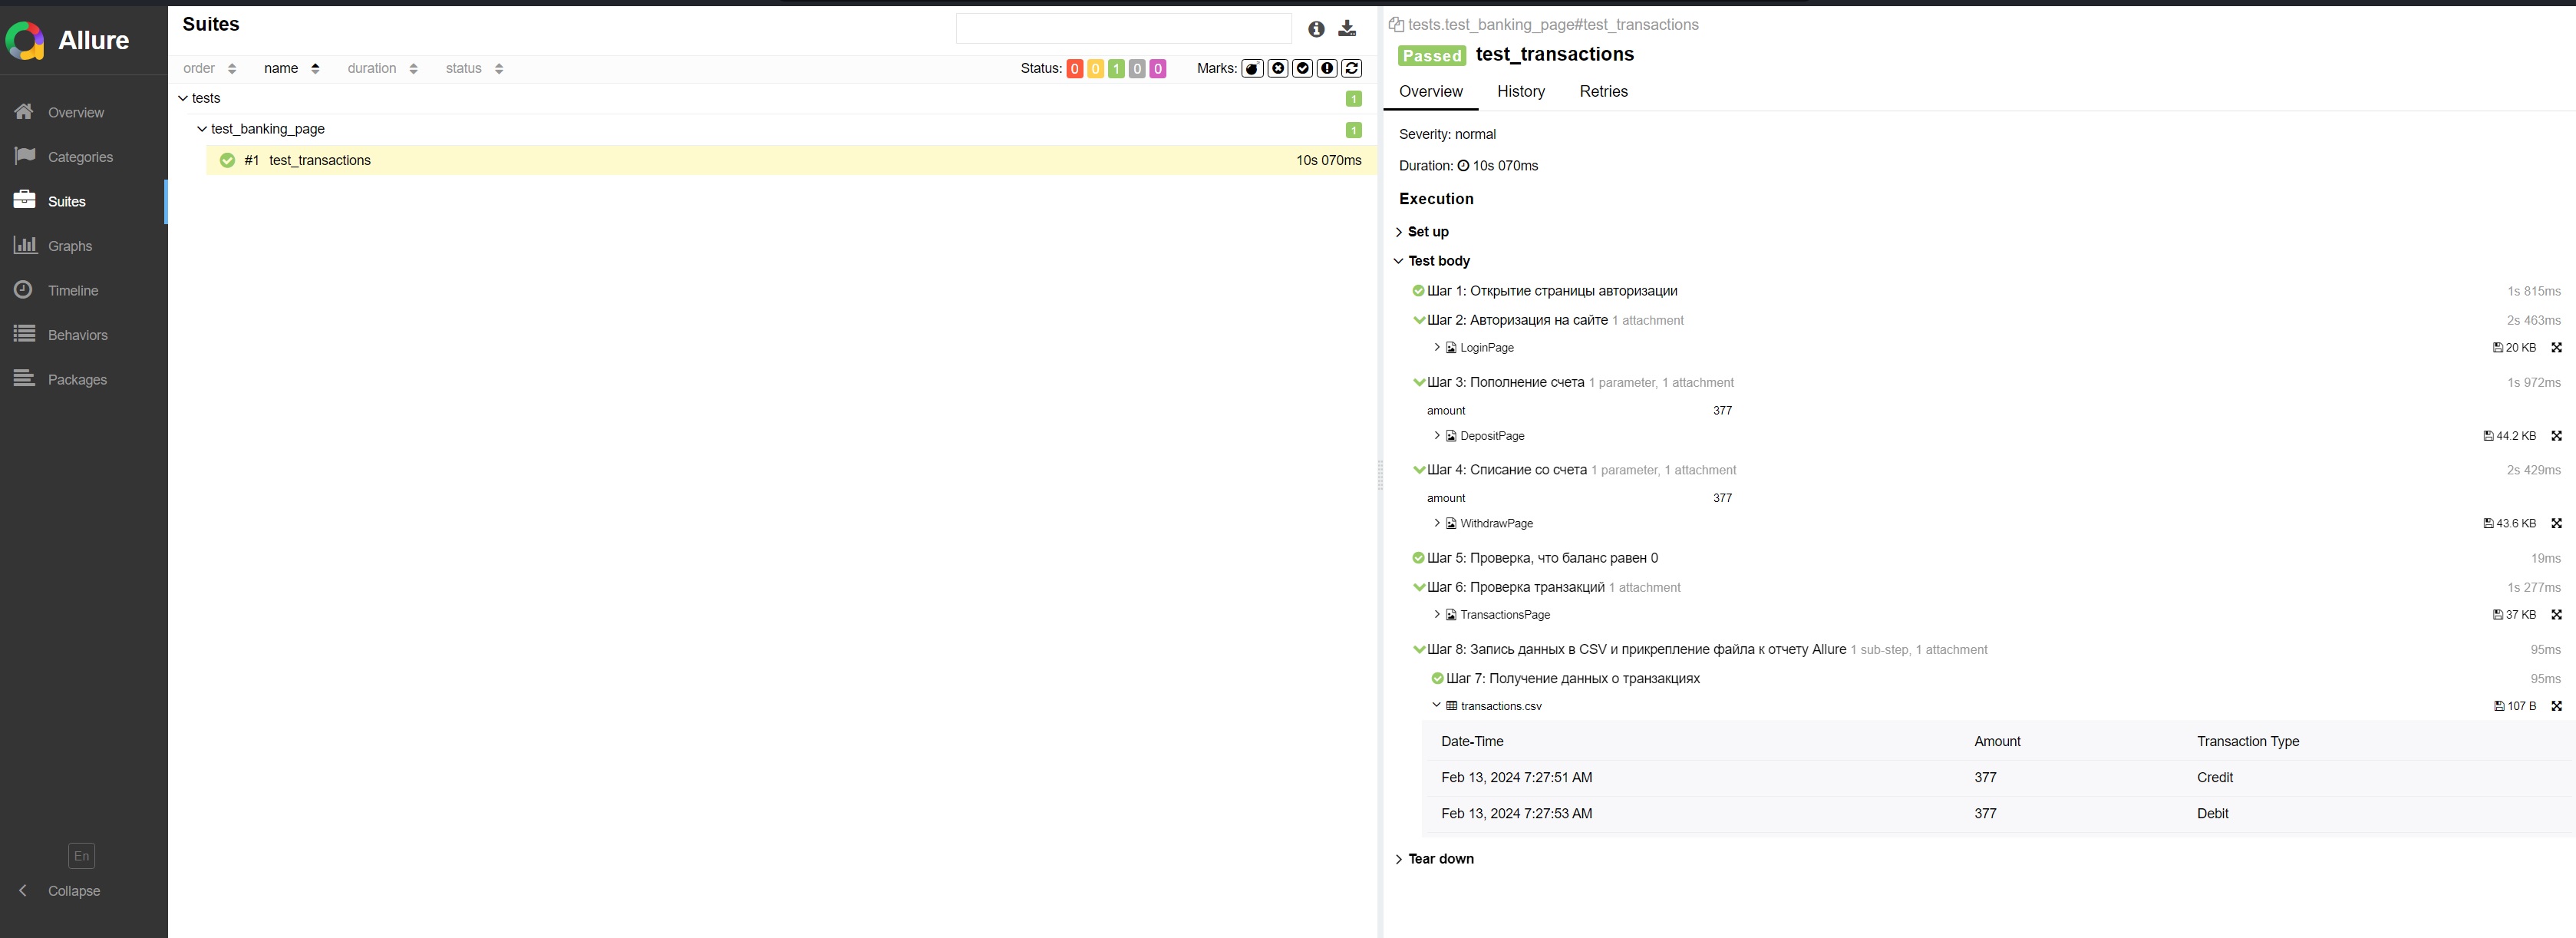 Allure
Overview
Categories
Suites
Graphs
Timeline
Behaviors
Packages
En
Collapse
Suites
order name duration status Status: 0 0 1 0 0 Marks:
tests 1
test_banking_page 1
#1 test_transactions 10s 070ms
tests.test_banking_page#test_transactions
Passed test_transactions
Overview History Retries
Severity: normal
Duration: 10s 070ms
Execution
Set up
Test body
Шаг 1: Открытие страницы авторизации 1s 815ms
Шаг 2: Авторизация на сайте 1 attachment 2s 463ms
LoginPage 20 KB
Шаг 3: Пополнение счета 1 parameter, 1 attachment 1s 972ms
amount 377
DepositPage 44.2 KB
Шаг 4: Списание со счета 1 parameter, 1 attachment 2s 429ms
amount 377
WithdrawPage 43.6 KB
Шаг 5: Проверка, что баланс равен 0 19ms
Шаг 6: Проверка транзакций 1 attachment 1s 277ms
TransactionsPage 37 KB
Шаг 8: Запись данных в CSV и прикрепление файла к отчету Allure 1 sub-step, 1 attachment 95ms
Шаг 7: Получение данных о транзакциях 95ms
transactions.csv 107 B
Date-Time Amount Transaction Type
Feb 13, 2024 7:27:51 AM 377 Credit
Feb 13, 2024 7:27:53 AM 377 Debit
Tear down